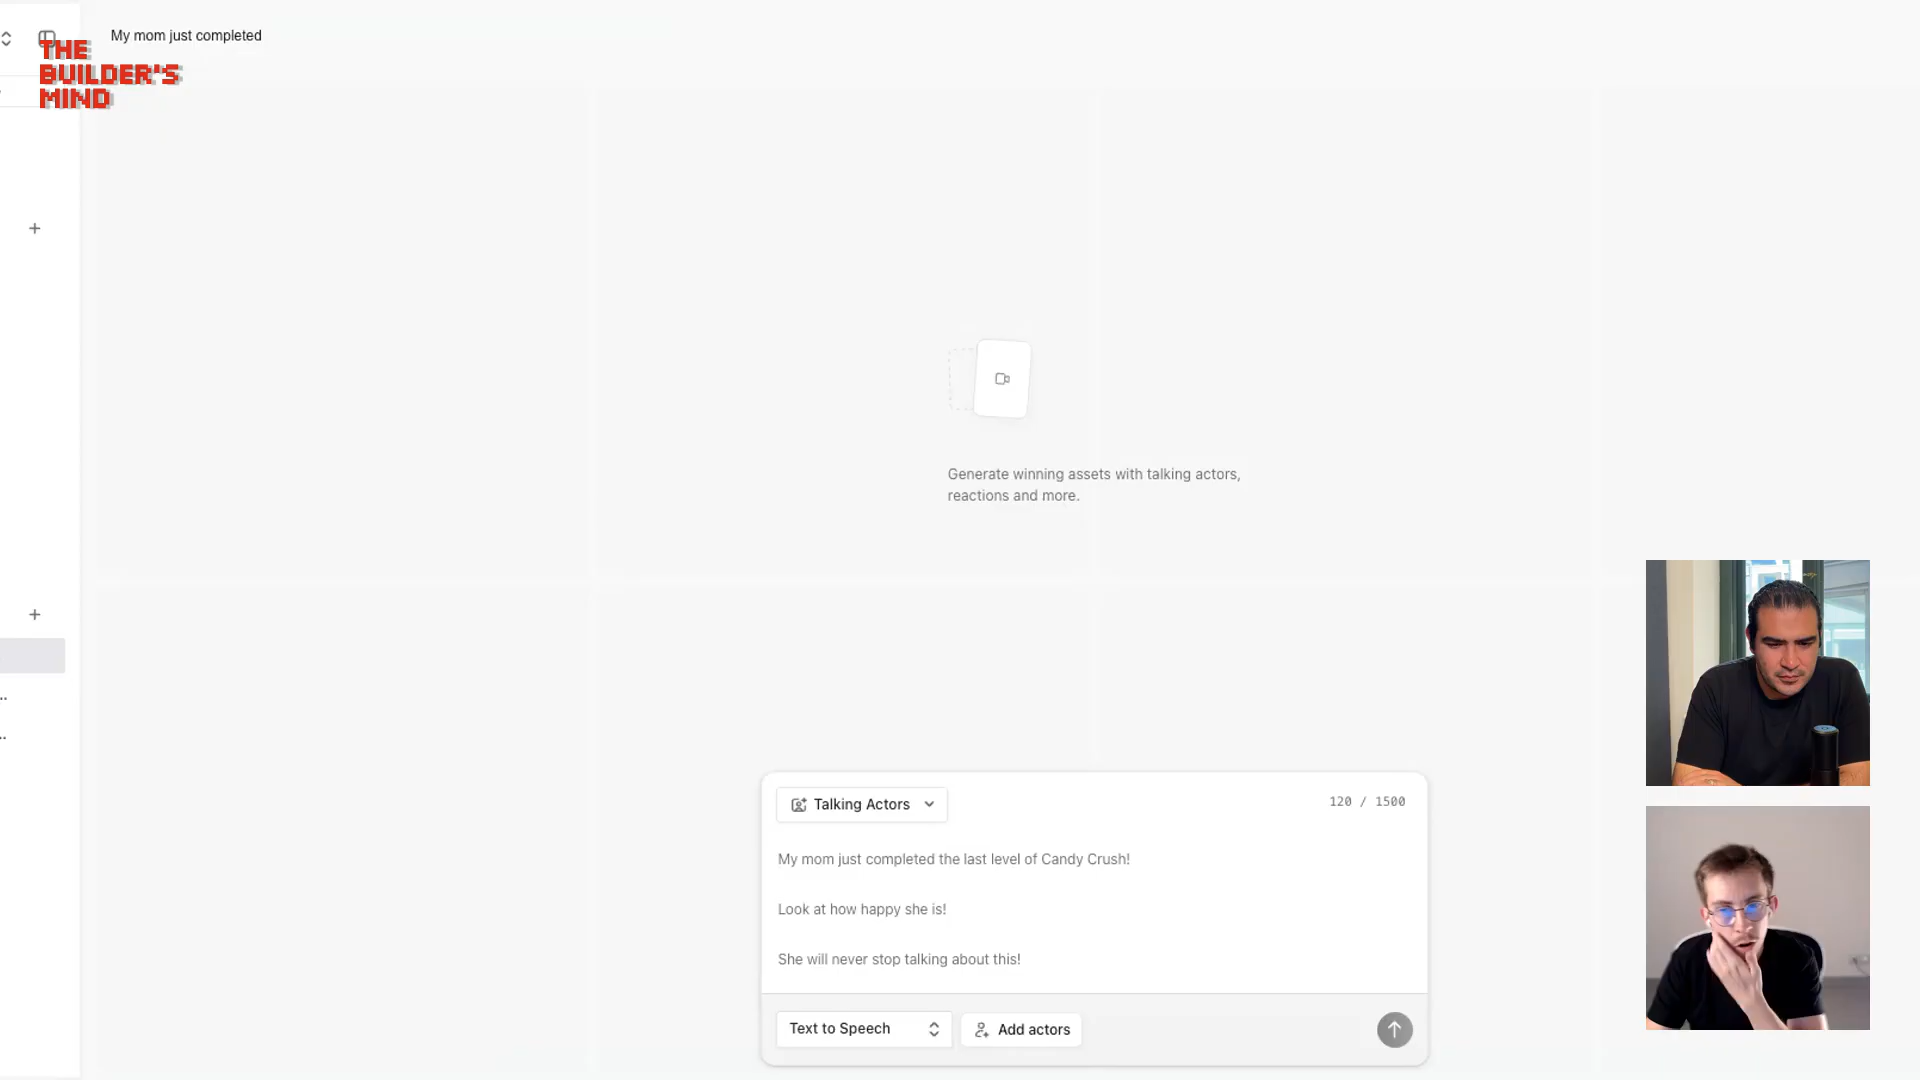 My mom just completed
THE
BUILDER'S
MIND
Generate winning assets with talking actors,
reactions and more.
Talking Actors
120 / 1500
My mom just completed the last level of Candy Crush!
Look at how happy she is!
She will never stop talking about this!
Text to Speech
Add actors